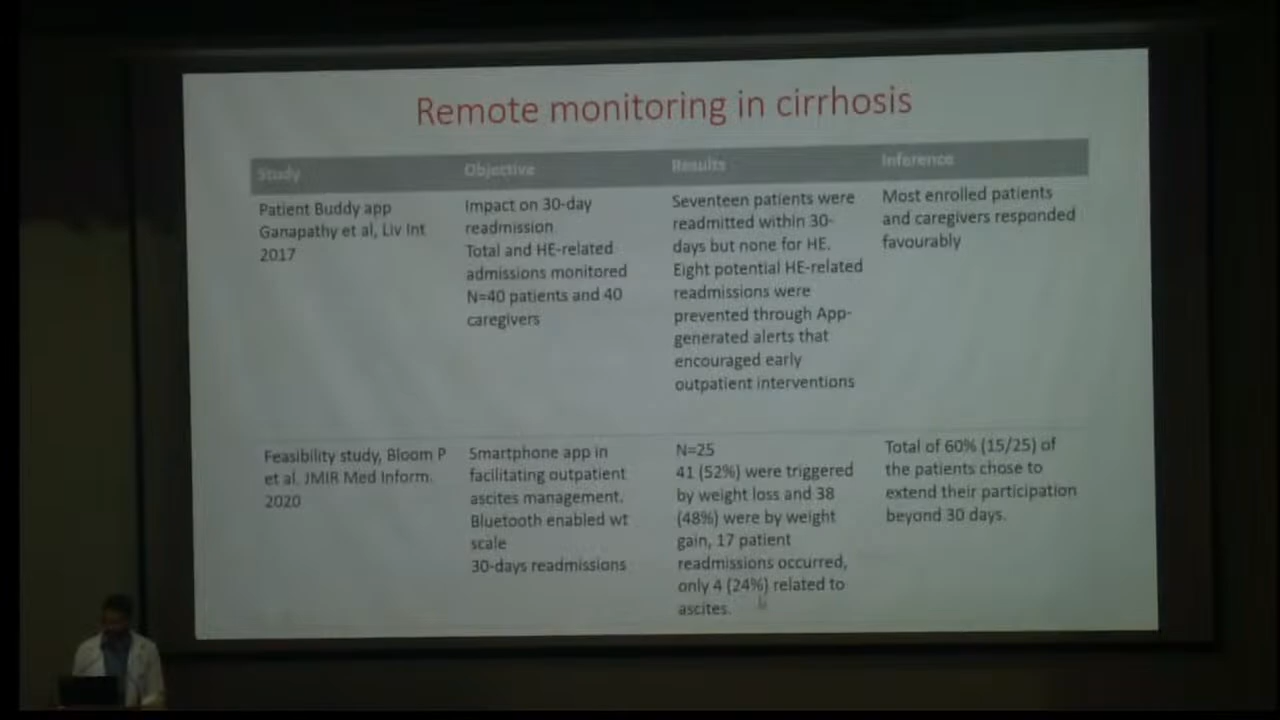 Remote monitoring in cirrhosis
Study
Objective
Results
Inference
Patient Buddy app
Ganapathy et al, Liv Int
2017
Impact on 30-day
readmission
Total and HE-related
admissions monitored
N=40 patients and 40
caregivers
Seventeen patients were
readmitted within 30-
days but none for HE.
Eight potential HE-related
readmissions were
prevented through App-
generated alerts that
encouraged early
outpatient interventions
Most enrolled patients
and caregivers responded
favourably
Feasibility study, Bloom P
et al. JMIR Med Inform.
2020
Smartphone app in
facilitating outpatient
ascites management.
Bluetooth enabled wt
scale
30-days readmissions
N=25
41 (52%) were triggered
by weight loss and 38
(48%) were by weight
gain, 17 patient
readmissions occurred,
only 4 (24%) related to
ascites.
Total of 60% (15/25) of
the patients chose to
extend their participation
beyond 30 days.